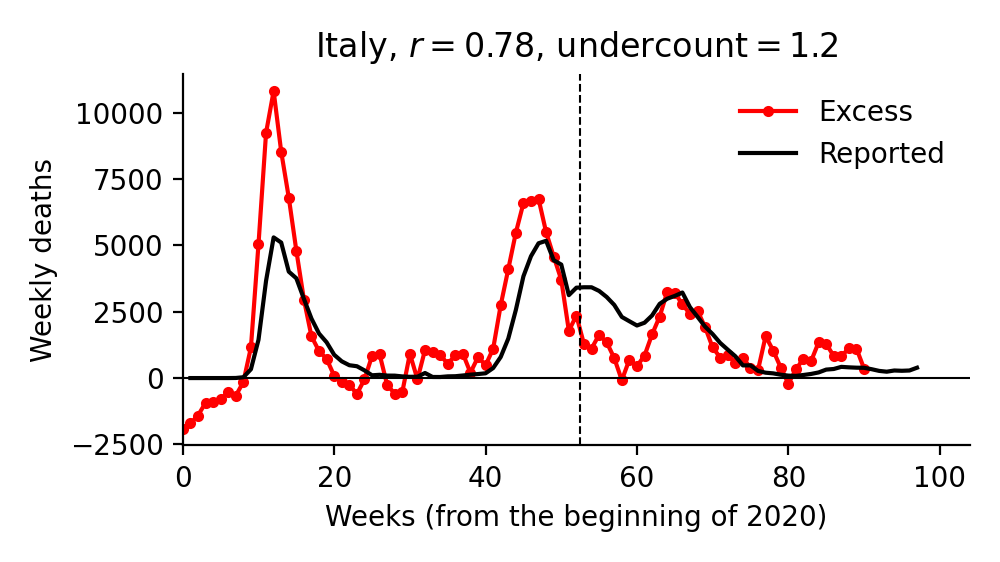 Italy, r = 0.78, undercount = 1.2
Excess
Reported
Weekly deaths
10000
7500
5000
2500
0
−2500
0 20 40 60 80 100
Weeks (from the beginning of 2020)